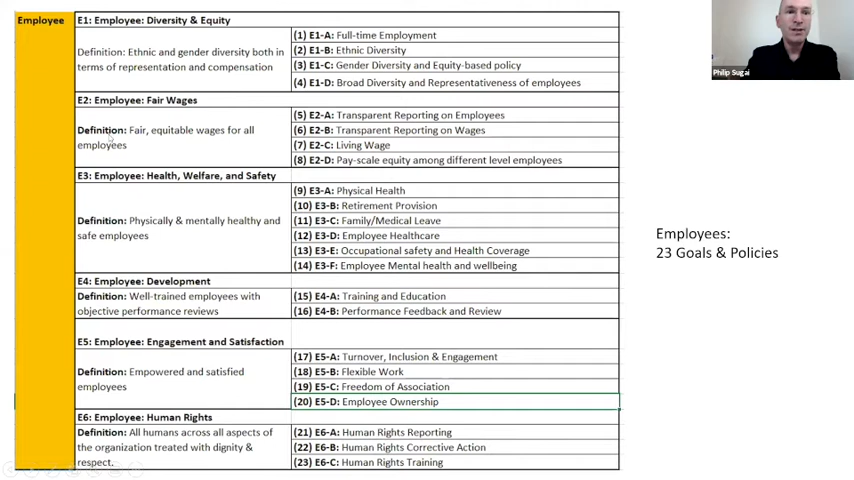 Employee
E1: Employee: Diversity & Equity
Definition: Ethnic and gender diversity both in
terms of representation and compensation
(1) E1-A: Full-time Employment
(2) E1-B: Ethnic Diversity
(3) E1-C: Gender Diversity and Equity-based policy
(4) E1-D: Broad Diversity and Representativeness of employees
E2: Employee: Fair Wages
Definition: Fair, equitable wages for all
employees
(5) E2-A: Transparent Reporting on Employees
(6) E2-B: Transparent Reporting on Wages
(7) E2-C: Living Wage
(8) E2-D: Pay-scale equity among different level employees
E3: Employee: Health, Welfare, and Safety
Definition: Physically & mentally healthy and
safe employees
(9) E3-A: Physical Health
(10) E3-B: Retirement Provision
(11) E3-C: Family/Medical Leave
(12) E3-D: Employee Healthcare
(13) E3-E: Occupational safety and Health Coverage
(14) E3-F: Employee Mental health and wellbeing
E4: Employee: Development
Definition: Well-trained employees with
objective performance reviews
(15) E4-A: Training and Education
(16) E4-B: Performance Feedback and Review
E5: Employee: Engagement and Satisfaction
Definition: Empowered and satisfied
employees
(17) E5-A: Turnover, Inclusion & Engagement
(18) E5-B: Flexible Work
(19) E5-C: Freedom of Association
(20) E5-D: Employee Ownership
E6: Employee: Human Rights
Definition: All humans across all aspects of
the organization treated with dignity &
respect.
(21) E6-A: Human Rights Reporting
(22) E6-B: Human Rights Corrective Action
(23) E6-C: Human Rights Training
Employees:
23 Goals & Policies
Philip Sugai